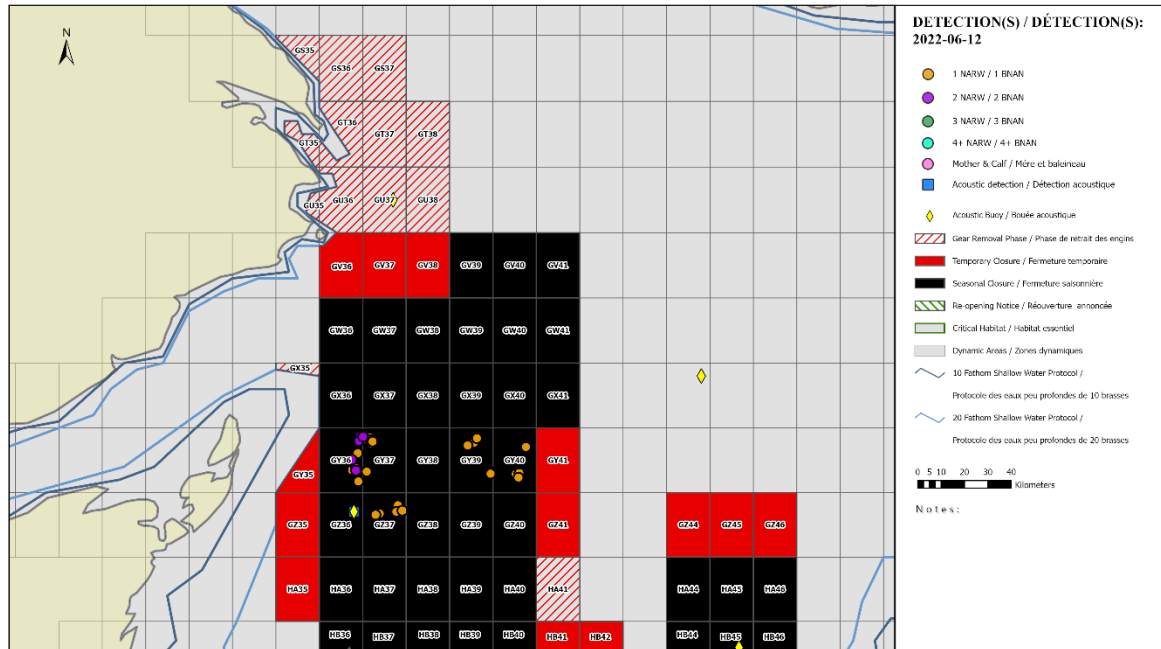 N
GS35
GS36 GS37
GT36 GT37 GT38
GT35
GU35 GU36 GU37 GU38
GV36 GV37 GV38 GV39 GV40 GV41
GW36 GW37 GW38 GW39 GW40 GW41
GX35
GX36 GX37 GX38 GX39 GX40 GX41
GY35 GY36 GY37 GY38 GY39 GY40 GY41
GZ35 GZ36 GZ37 GZ38 GZ39 GZ40 GZ41 GZ44 GZ45 GZ46
HA35 HA36 HA37 HA38 HA39 HA40 HA41 HA44 HA45 HA46
HB36 HB37 HB38 HB39 HB40 HB41 HB42 HB44 HB45 HB46
DETECTION(S) / DÉTECTION(S):
2022-06-12
1 NARW / 1 BNAN
2 NARW / 2 BNAN
3 NARW / 3 BNAN
4+ NARW / 4+ BNAN
Mother & Calf / Mére et baleineau
Acoustic detection / Détection acoustique
Acoustic Buoy / Bouée acoustique
Gear Removal Phase / Phase de retrait des engins
Temporary Closure / Fermeture temporaire
Seasonal Closure / Fermeture saisonnière
Re-opening Notice / Réouverture annoncée
Critical Habitat / Habitat essentiel
Dynamic Areas / Zones dynamiques
10 Fathom Shallow Water Protocol /
Protocole des eaux peu profondes de 10 brasses
20 Fathom Shallow Water Protocol /
Protocole des eaux peu profondes de 20 brasses
0 5 10 20 30 40
Kilometers
Notes: